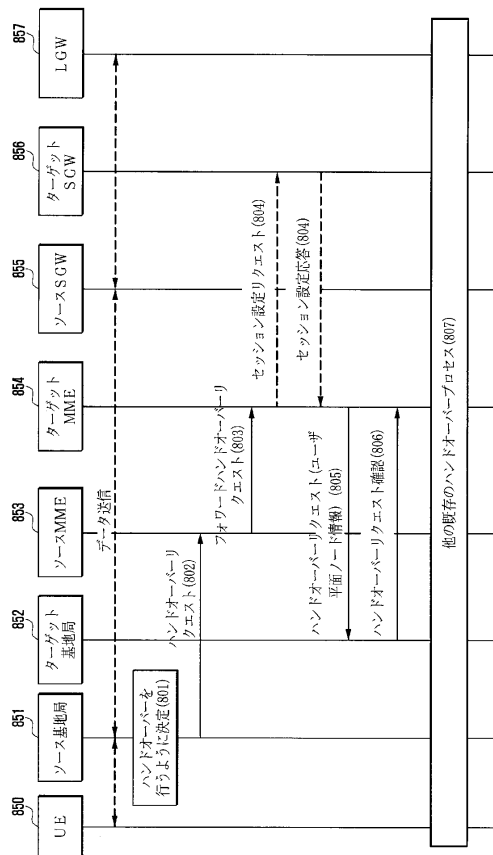 850
UE
851
ソース基地局
852
ターゲット
基地局
853
ソースMME
854
ターゲット
MME
855
ソースSGW
856
ターゲット
SGW
857
LGW
データ送信
ハンドオーバーを
行うように決定(801)
ハンドオーバーリ
クエスト(802)
フォワードハンドオーバーリ
クエスト(803)
セッション設定リクエスト(804)
セッション設定応答(804)
ハンドオーバーリクエスト(ユーザ
平面ノード情報) (805)
ハンドオーバーリクエスト確認(806)
他の既存のハンドオーバープロセス(807)